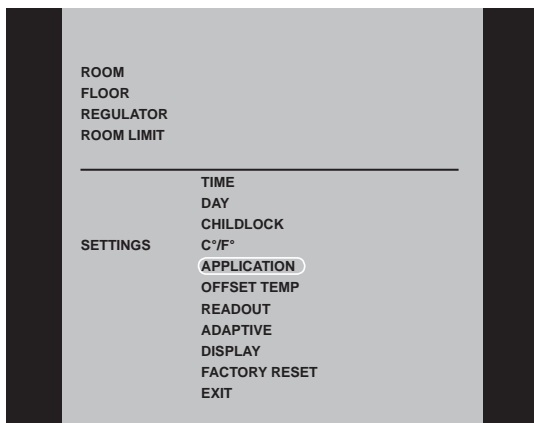 ROOM
FLOOR
REGULATOR
ROOM LIMIT
TIME
DAY
CHILDLOCK
SETTINGS C°/F°
APPLICATION
OFFSET TEMP
READOUT
ADAPTIVE
DISPLAY
FACTORY RESET
EXIT